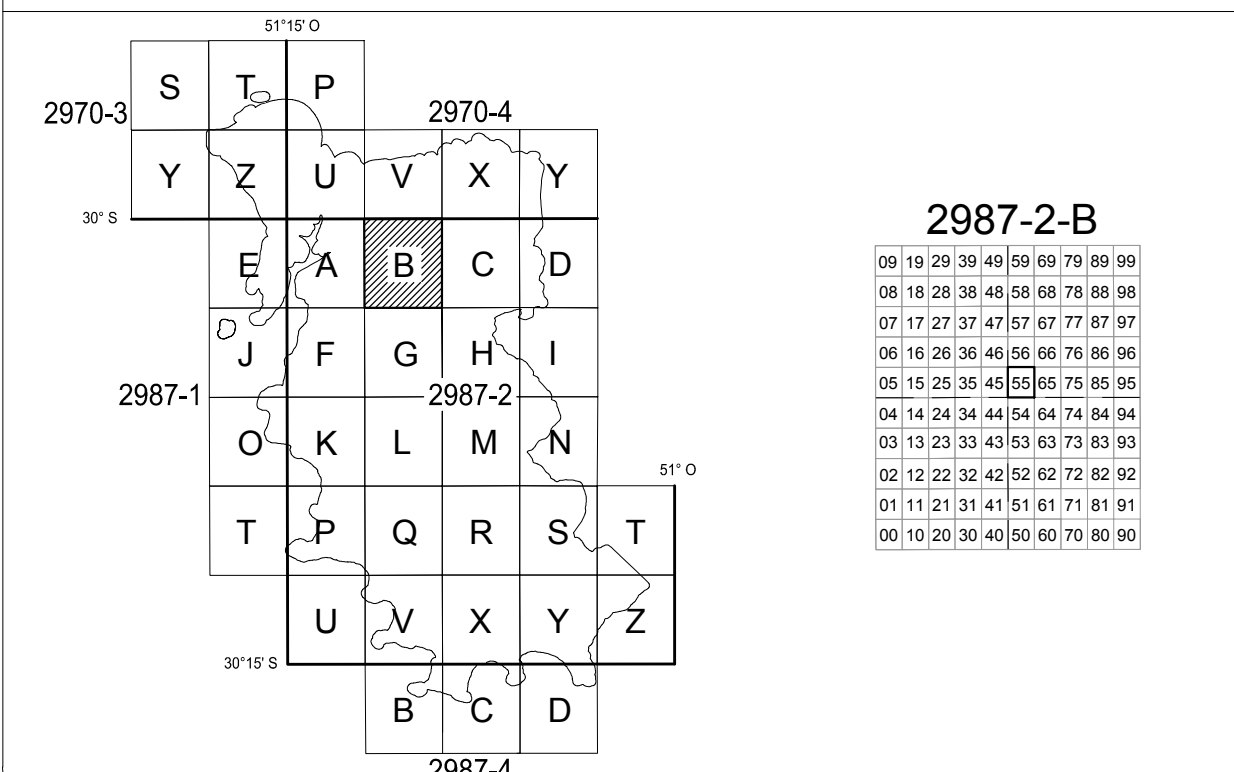 51°15' O
S T P
2970-3
2970-4
Y Z U V X Y
30° S
E A B C D
J F G H I
2987-1
2987-2
O K L M N
51° O
T P Q R S T
U V X Y Z
30°15' S
B C D
2987-4
2987-2-B
09 19 29 39 49 59 69 79 89 99
08 18 28 38 48 58 68 78 88 98
07 17 27 37 47 57 67 77 87 97
06 16 26 36 46 56 66 76 86 96
05 15 25 35 45 55 65 75 85 95
04 14 24 34 44 54 64 74 84 94
03 13 23 33 43 53 63 73 83 93
02 12 22 32 42 52 62 72 82 92
01 11 21 31 41 51 61 71 81 91
00 10 20 30 40 50 60 70 80 90